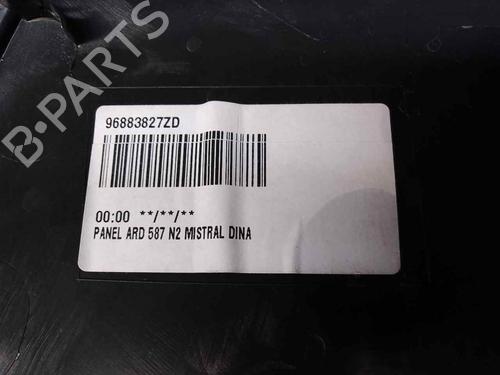 B-PARTS
96883827ZD
00:00 **/**/**
PANEL ARD 587 N2 MISTRAL DINA